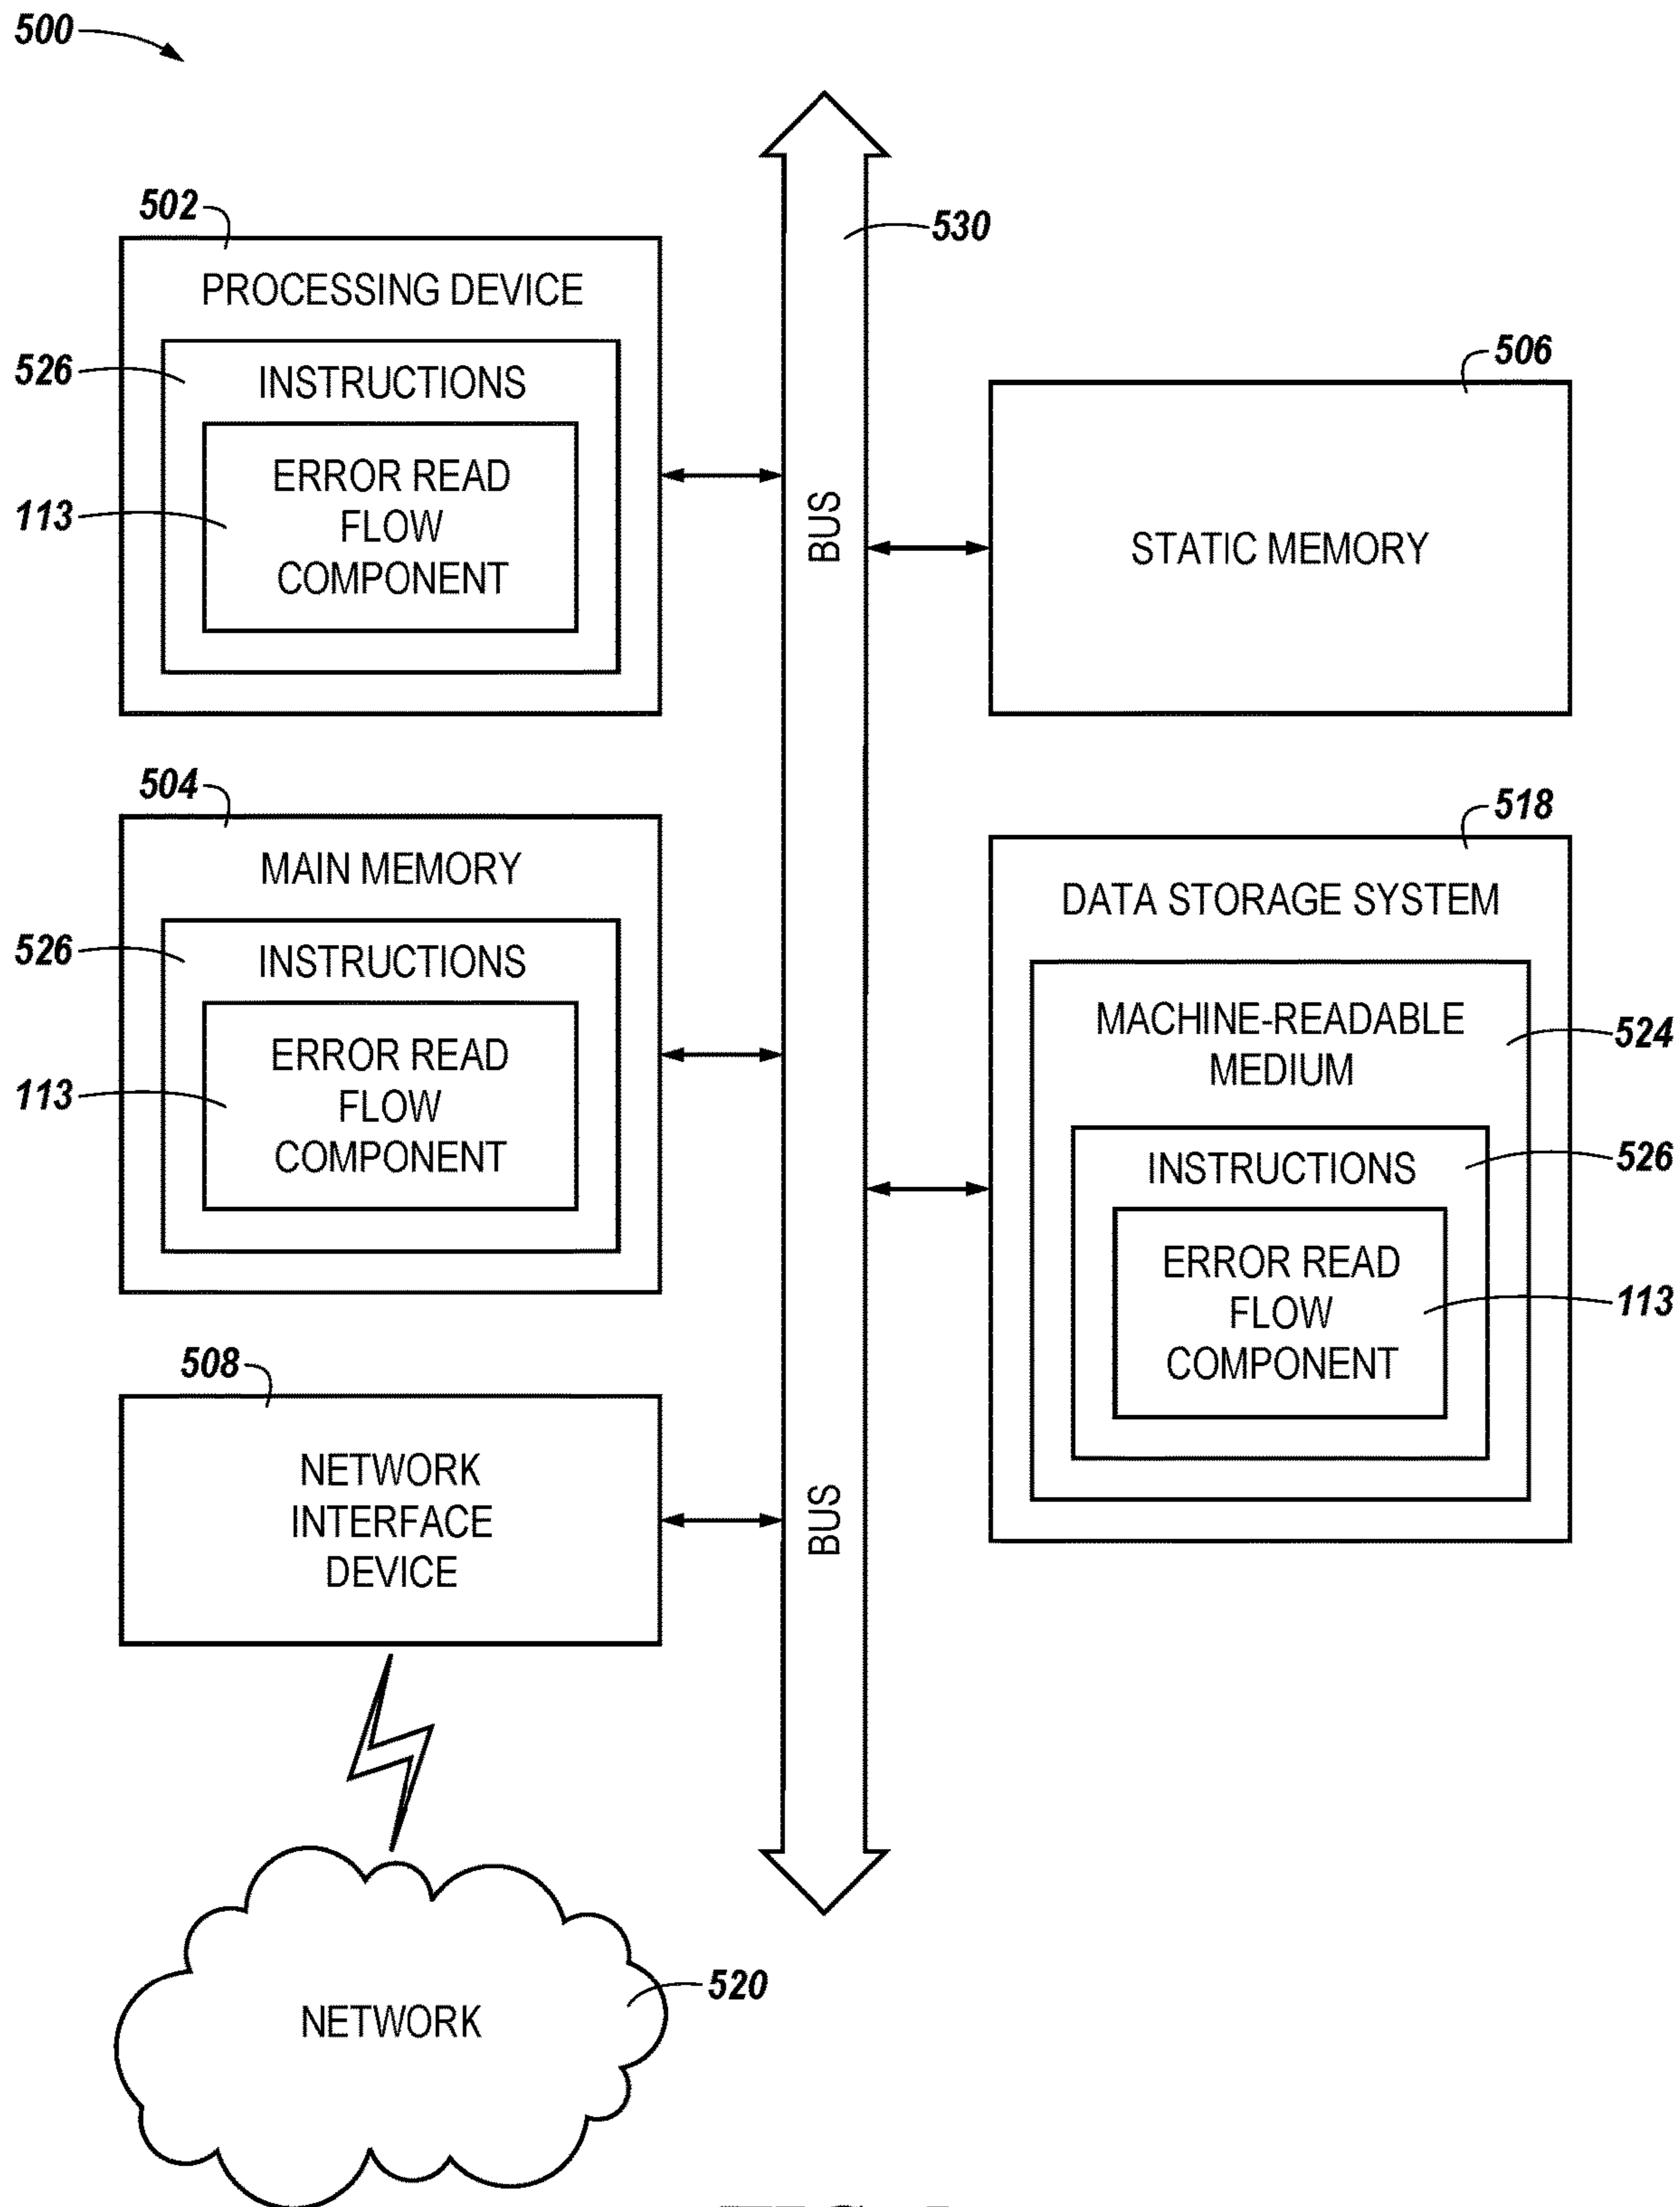 500
502
PROCESSING DEVICE
526
INSTRUCTIONS
113
ERROR READ
FLOW
COMPONENT
530
BUS
506
STATIC MEMORY
504
MAIN MEMORY
526
INSTRUCTIONS
113
ERROR READ
FLOW
COMPONENT
518
DATA STORAGE SYSTEM
MACHINE-READABLE
MEDIUM
524
INSTRUCTIONS
526
ERROR READ
FLOW
COMPONENT
113
508
NETWORK
INTERFACE
DEVICE
BUS
NETWORK
520